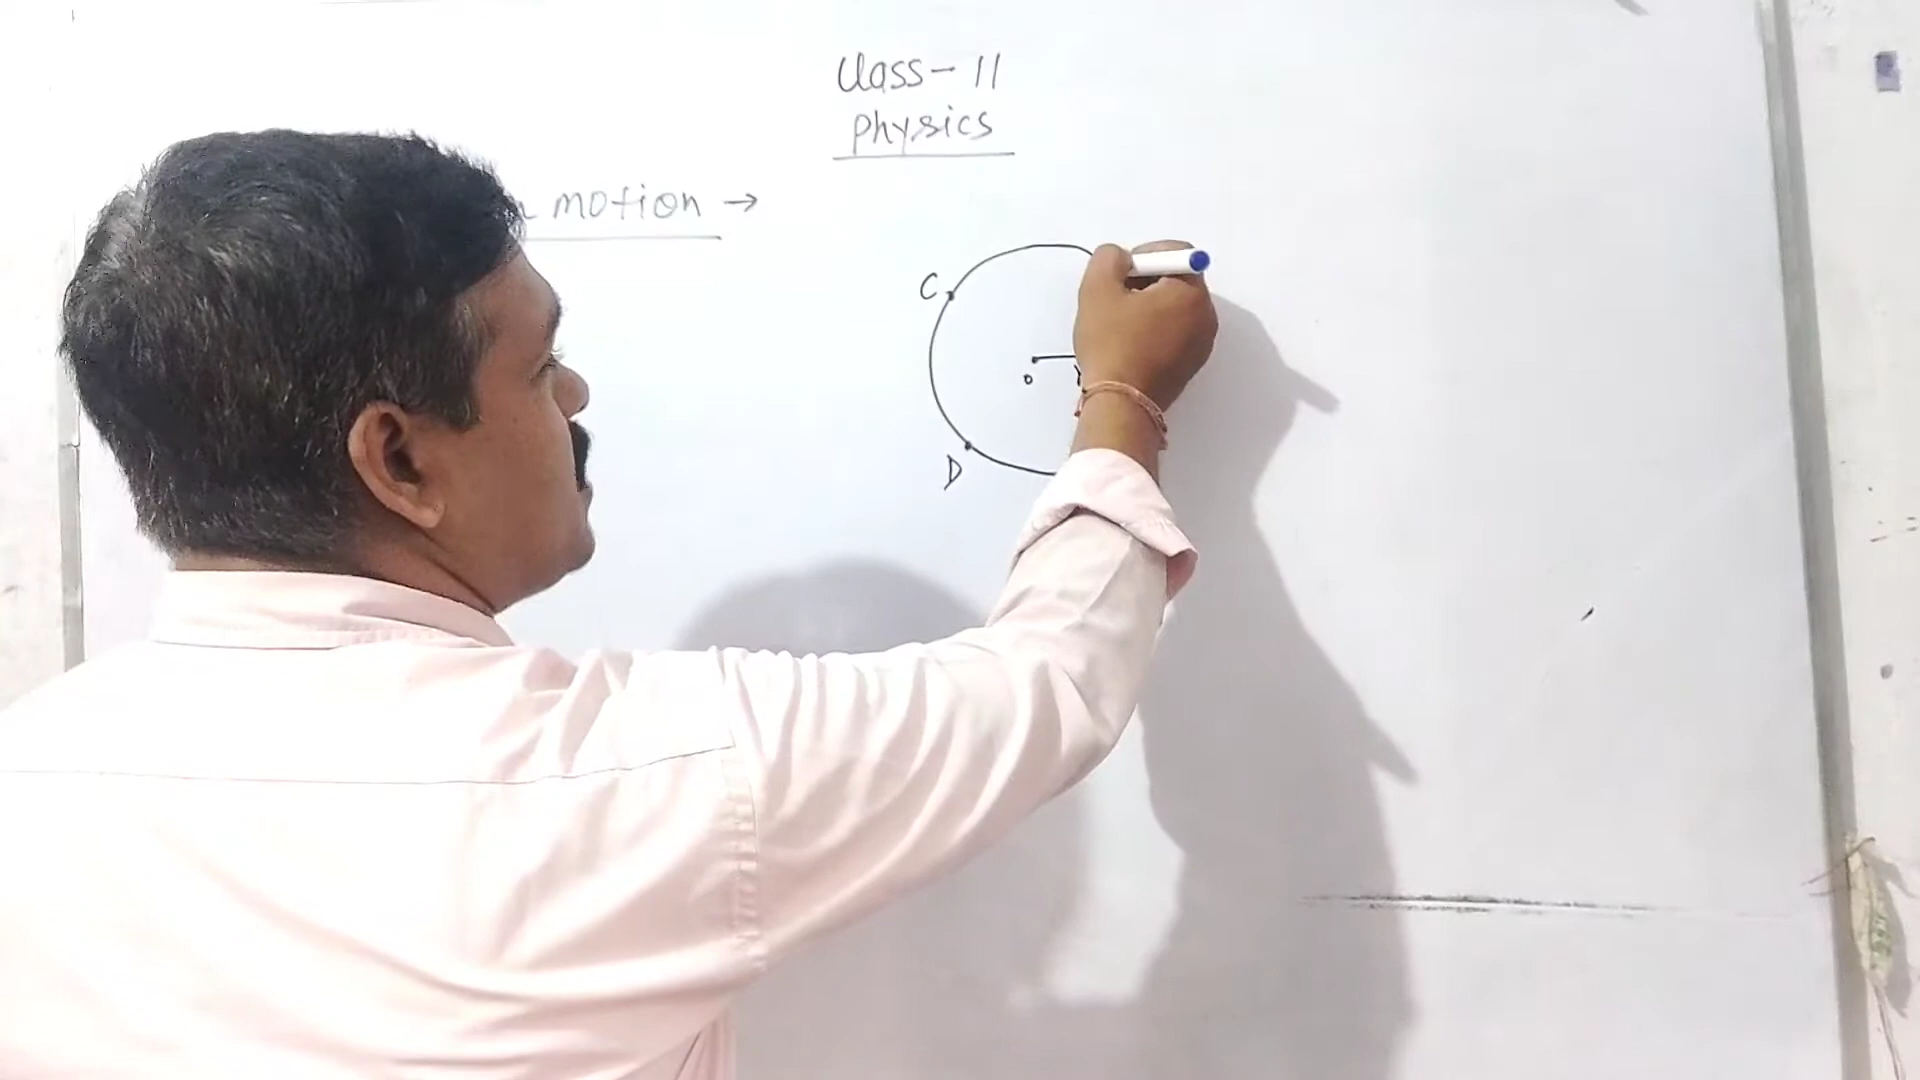 Class - 11
Physics
motion →
C
o
D